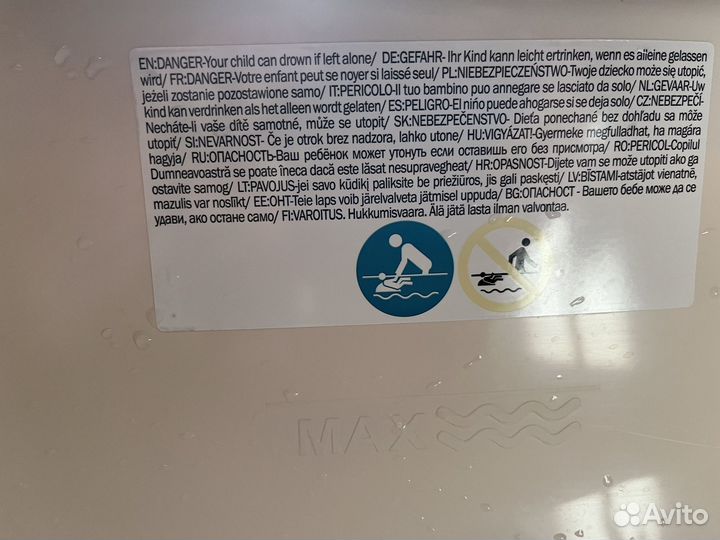 EN:DANGER-Your child can drown if left alone/ DE:GEFAHR- Ihr Kind kann leicht ertrinken, wenn es alleine gelassen
wird/ FR:DANGER-Votre enfant peut se noyer si laissé seul/ PL:NIEBEZPIECZEŃSTWO-Twoje dziecko może się utopić,
jeżeli zostanie pozostawione samo/ IT:PERICOLO-Il tuo bambino puo annegare se lasciato da solo/ NL:GEVAAR-Uw
kind kan verdrinken als het alleen wordt gelaten/ ES:PELIGRO-El niño puede ahogarse si se deja solo/ CZ:NEBEZPEČÍ-
Necháte-li vaše dítě samotné, může se utopit/ SK:NEBEZPEČENSTVO- Dieťa ponechané bez dohľadu sa môže
utopiť/ SI:NEVARNOST- Če je otrok brez nadzora, lahko utone/ HU:VIGYÁZAT!-Gyermeke megfulladhat, ha magára
hagyja/ RU:ОПАСНОСТЬ-Ваш ребёнок может утонуть если оставишь его без присмотра/ RO:PERICOL-Copilul
Dumneavoastră se poate îneca dacă este lăsat nesupravegheat/ HR:OPASNOST-Dijete vam se može utopiti ako ga
ostavite samog/ LT:PAVOJUS-jei savo kūdikį paliksite be priežiūros, jis gali paskęsti/ LV:BĪSTAMI-atstājot vienatnē,
mazulis var noslīkt/ EE:OHT-Teie laps voib järelvalveta jätmisel uppuda/ BG:ОПАСНОСТ - Вашето бебе може да се
удави, ако остане само/ FI:VAROITUS. Hukkumisvaara. Älä jätä lasta ilman valvontaa.
MAX
Avito